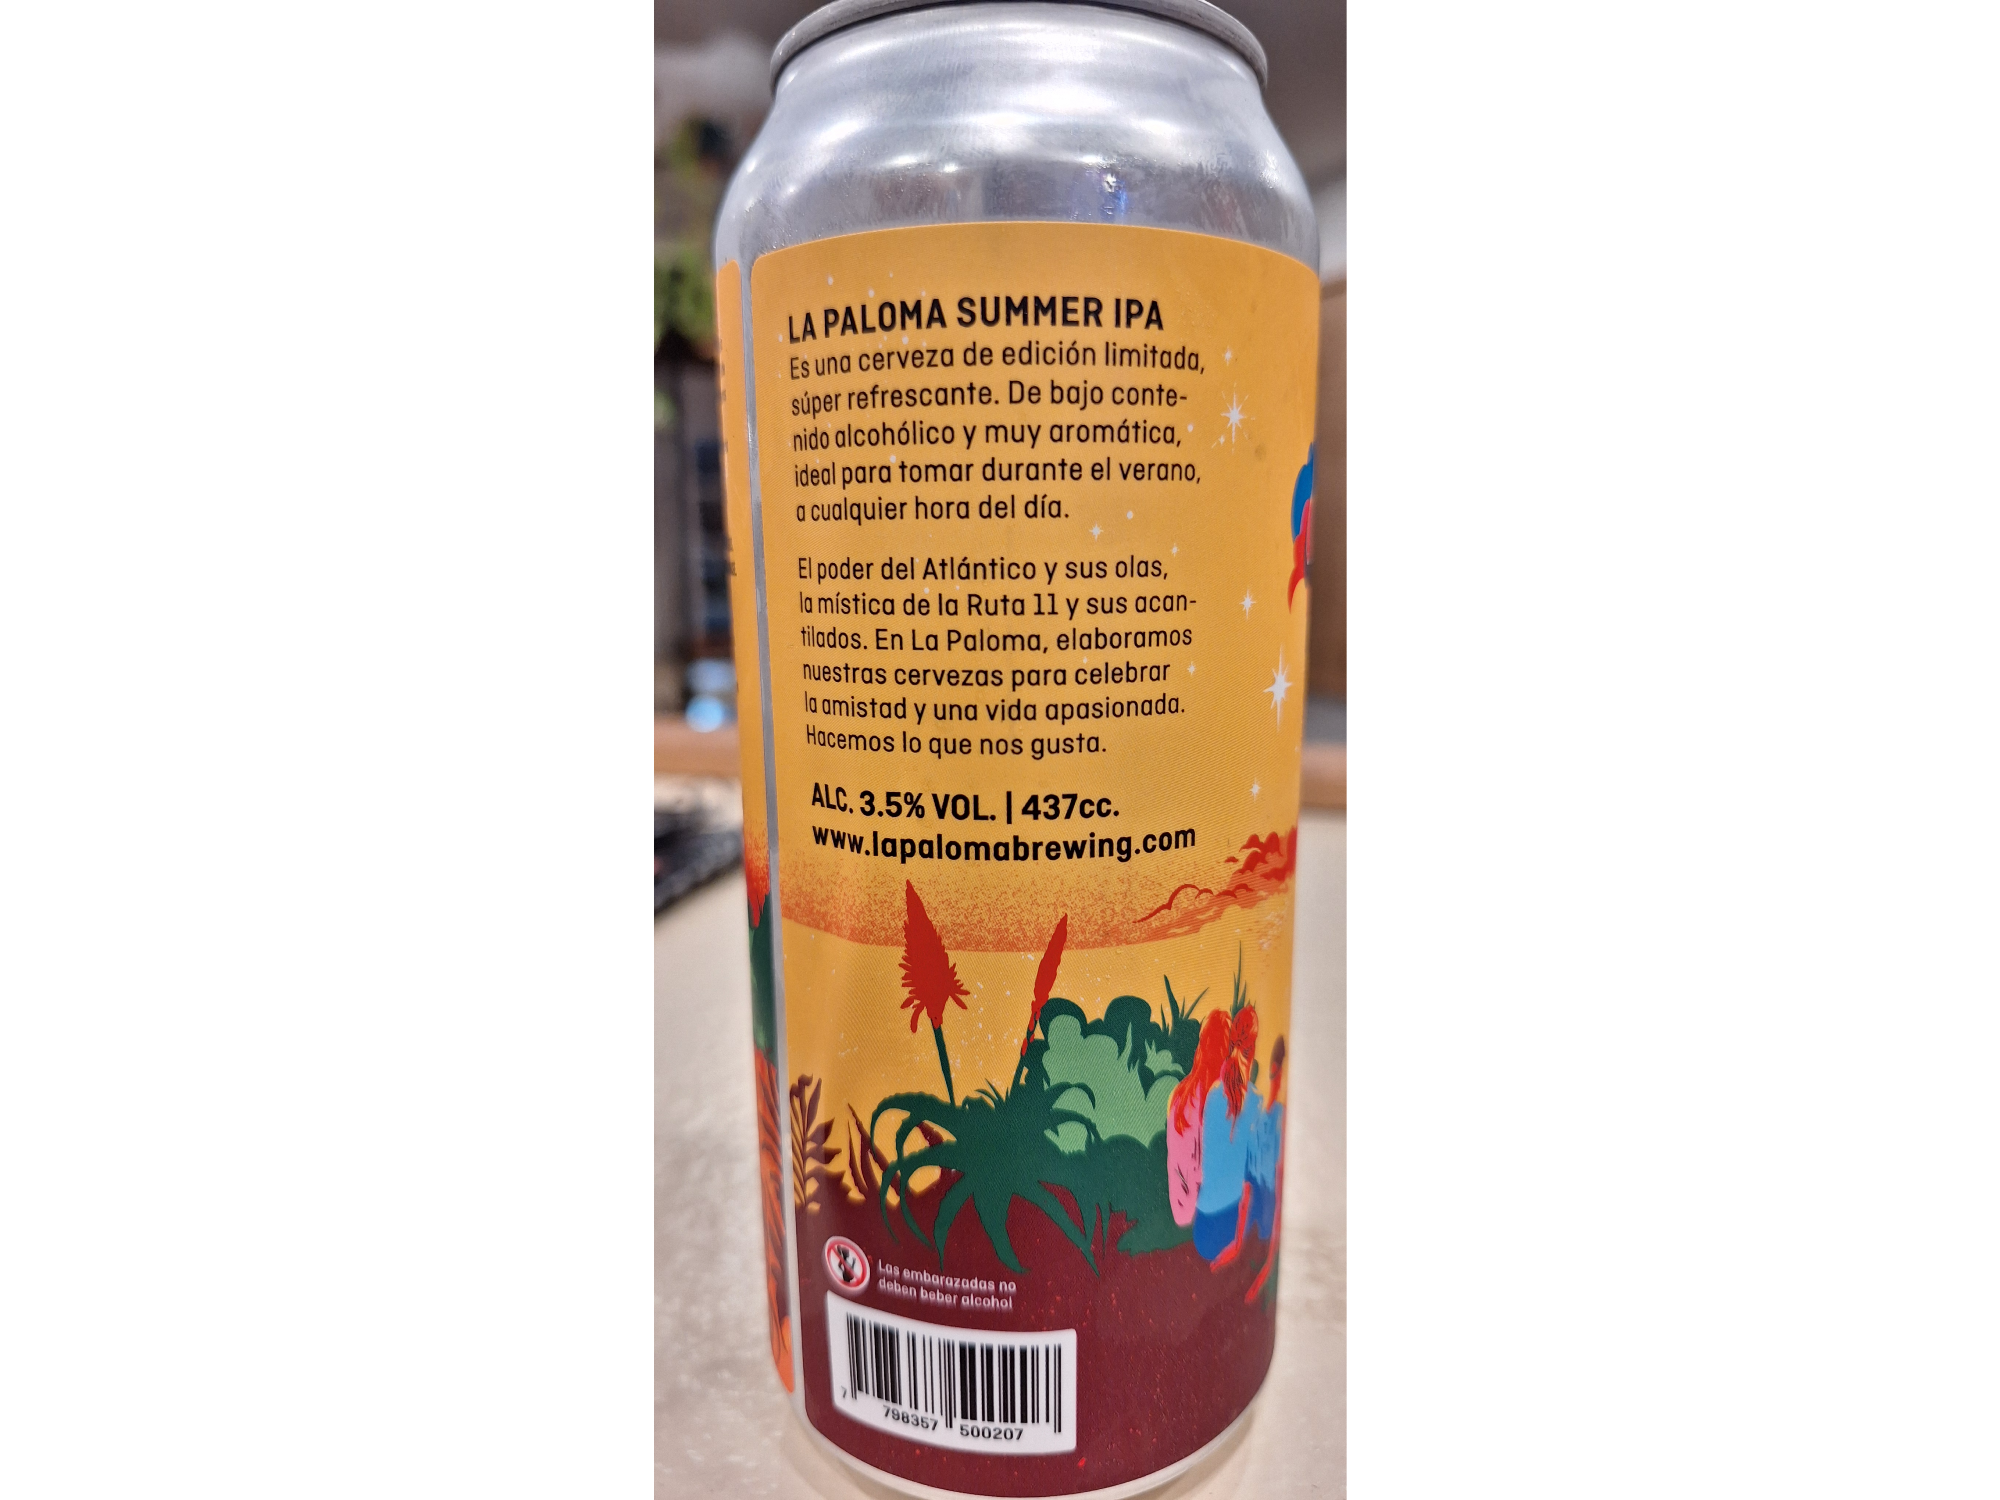 LA PALOMA SUMMER IPA
Es una cerveza de edición limitada,
súper refrescante. De bajo conte-
nido alcohólico y muy aromática,
ideal para tomar durante el verano,
a cualquier hora del día.
El poder del Atlántico y sus olas,
la mística de la Ruta 11 y sus acan-
tilados. En La Paloma, elaboramos
nuestras cervezas para celebrar
la amistad y una vida apasionada.
Hacemos lo que nos gusta.
ALC. 3.5% VOL. | 437cc.
www.lapalomabrewing.com
Las embarazadas no
deben beber alcohol
7 798357 500207